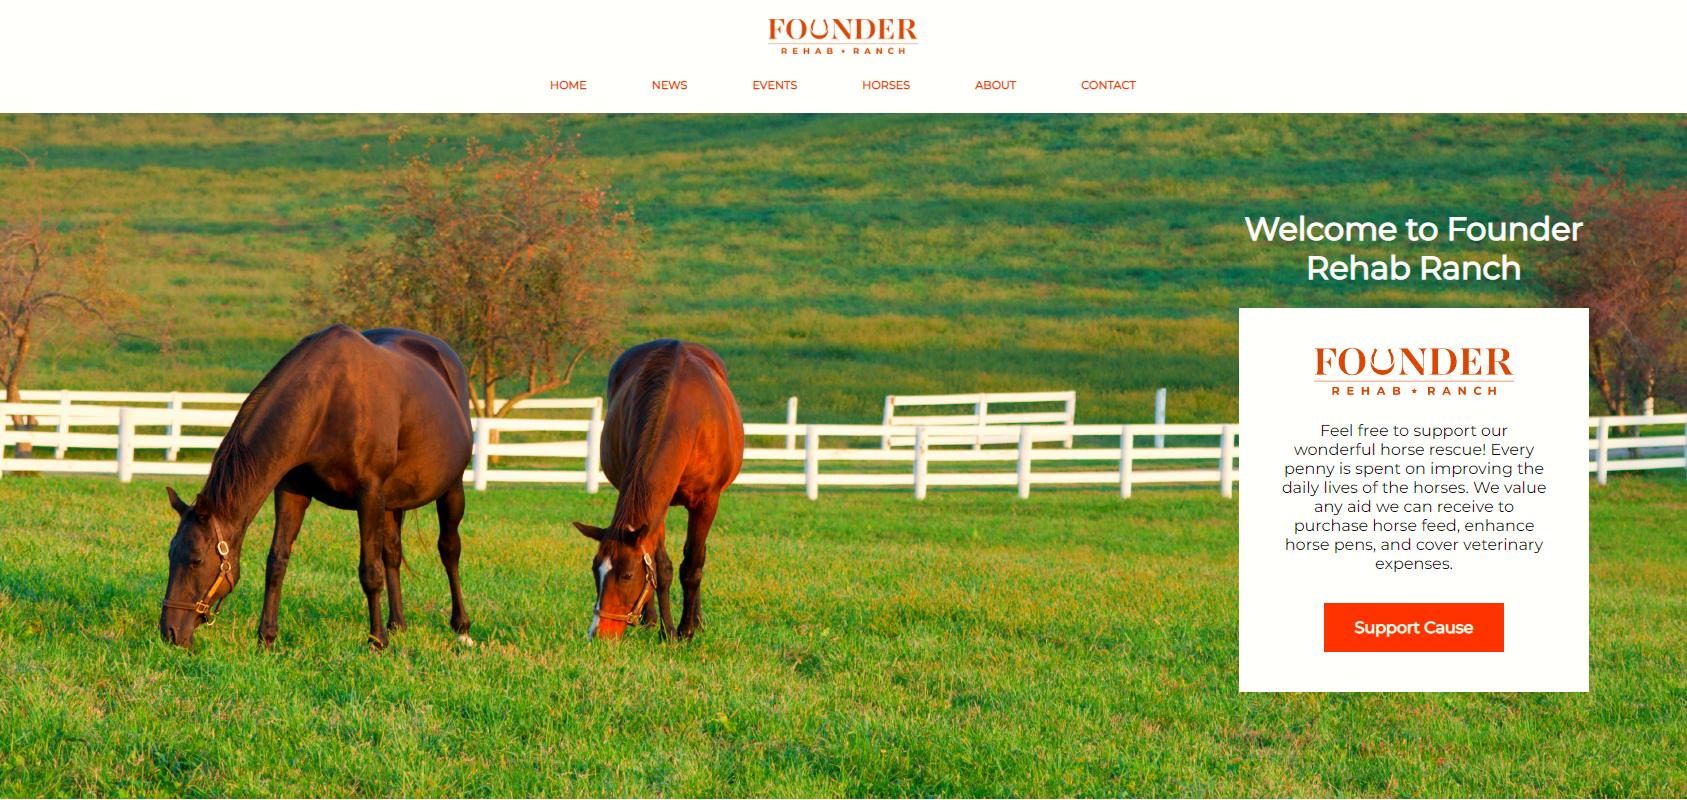 FOUNDER
REHAB ★ RANCH
HOME NEWS EVENTS HORSES ABOUT CONTACT
Welcome to Founder
Rehab Ranch
FOUNDER
REHAB ★ RANCH
Feel free to support our
wonderful horse rescue! Every
penny is spent on improving the
daily lives of the horses. We value
any aid we can receive to
purchase horse feed, enhance
horse pens, and cover veterinary
expenses.
Support Cause